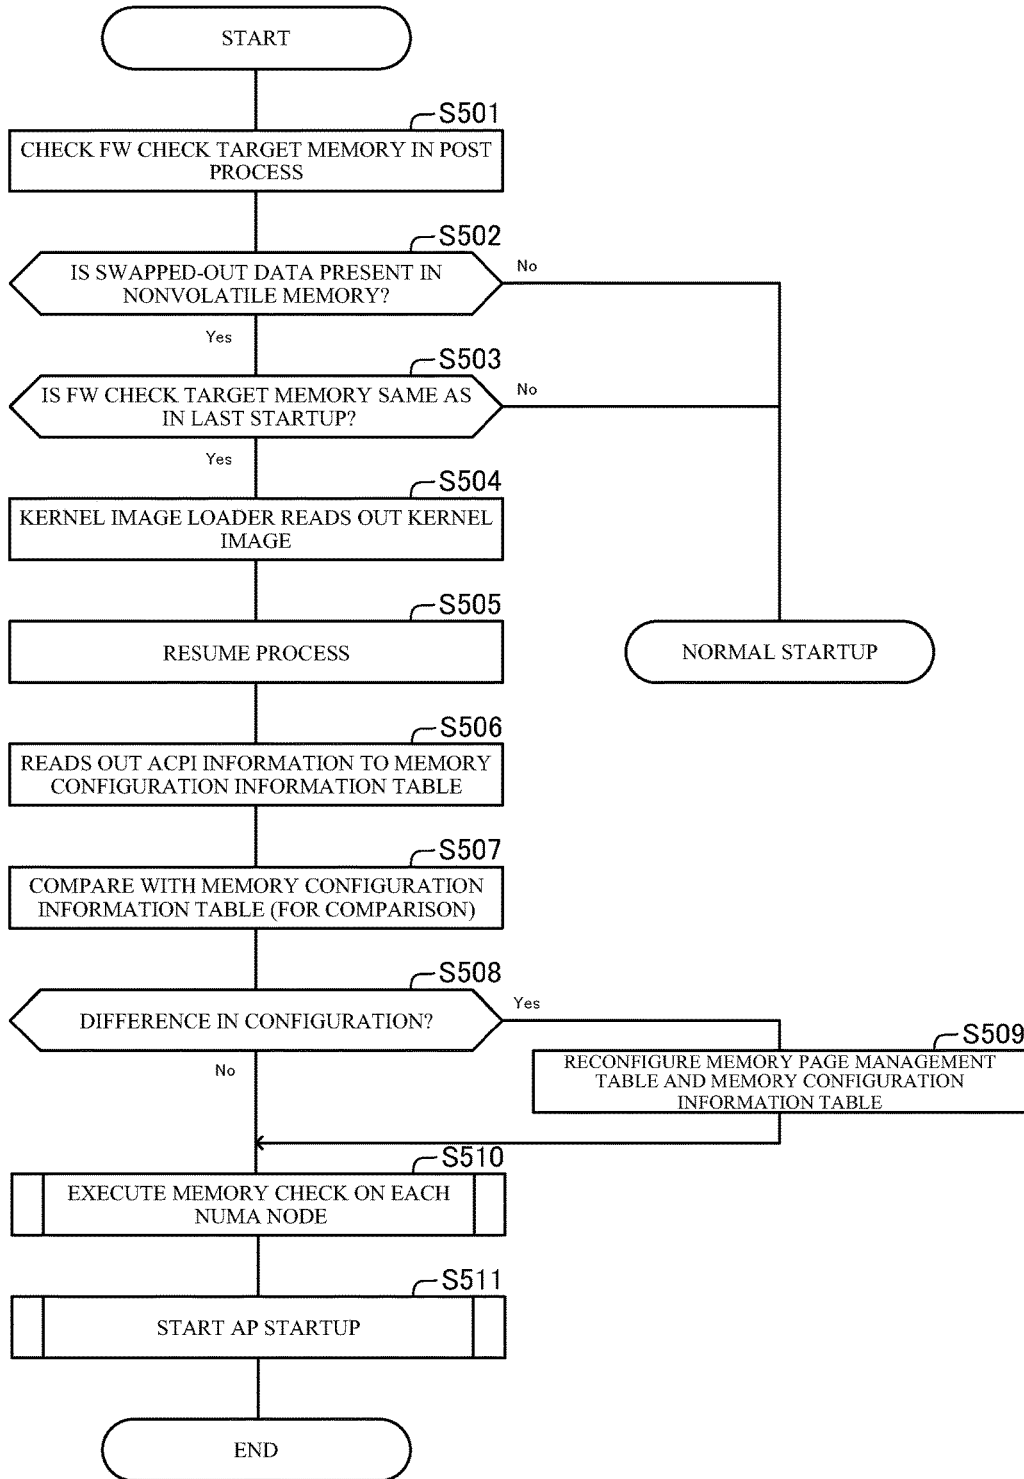 START
S501
CHECK FW CHECK TARGET MEMORY IN POST
PROCESS
S502
IS SWAPPED-OUT DATA PRESENT IN
NONVOLATILE MEMORY?
No
Yes
S503
IS FW CHECK TARGET MEMORY SAME AS
IN LAST STARTUP?
No
Yes
S504
KERNEL IMAGE LOADER READS OUT KERNEL
IMAGE
S505
RESUME PROCESS
NORMAL STARTUP
S506
READS OUT ACPI INFORMATION TO MEMORY
CONFIGURATION INFORMATION TABLE
S507
COMPARE WITH MEMORY CONFIGURATION
INFORMATION TABLE (FOR COMPARISON)
S508
DIFFERENCE IN CONFIGURATION?
Yes
No
S509
RECONFIGURE MEMORY PAGE MANAGEMENT
TABLE AND MEMORY CONFIGURATION
INFORMATION TABLE
S510
EXECUTE MEMORY CHECK ON EACH
NUMA NODE
S511
START AP STARTUP
END